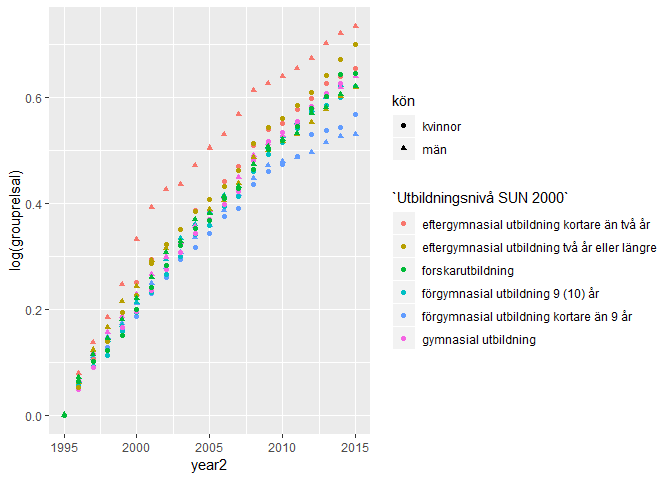 log(grouprelsal)
0.6
0.4
0.2
0.0
1995 2000 2005 2010 2015
year2
kön
kvinnor
män
`Utbildningsnivå SUN 2000`
eftergymnasial utbildning kortare än två år
eftergymnasial utbildning två år eller längre
forskarutbildning
förgymnasial utbildning 9 (10) år
förgymnasial utbildning kortare än 9 år
gymnasial utbildning